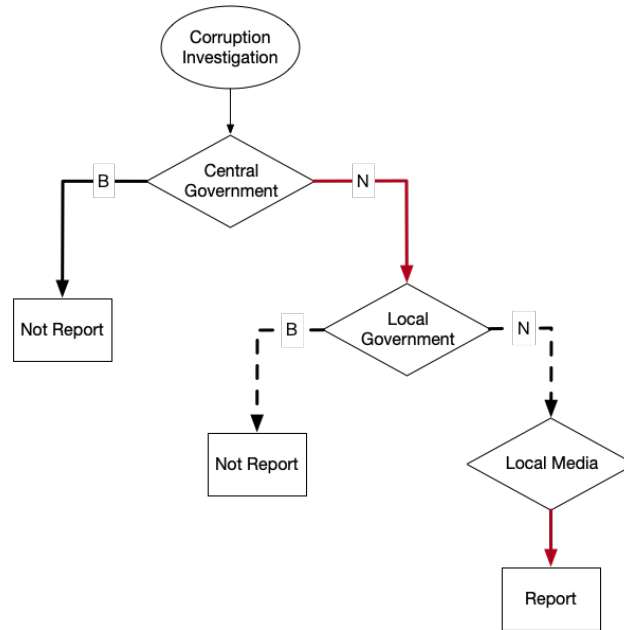 Corruption
Investigation
Central
Government
B
N
Not Report
Local
Government
B
N
Not Report
Local Media
Report